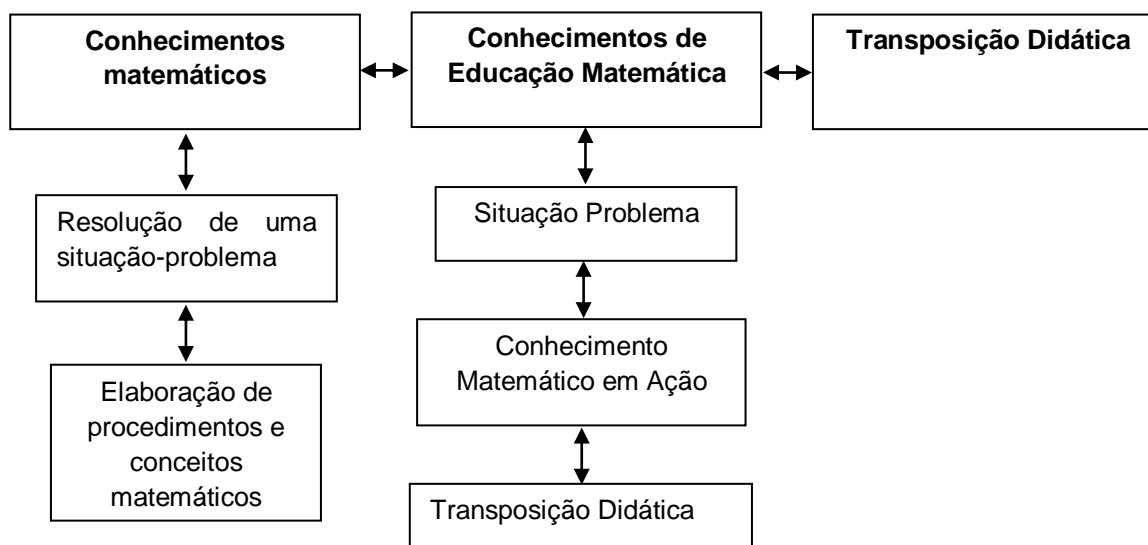 Conhecimentos
matemáticos
Conhecimentos de
Educação Matemática
Transposição Didática
Resolução de uma
situação-problema
Situação Problema
Elaboração de
procedimentos e
conceitos
matemáticos
Conhecimento
Matemático em Ação
Transposição Didática